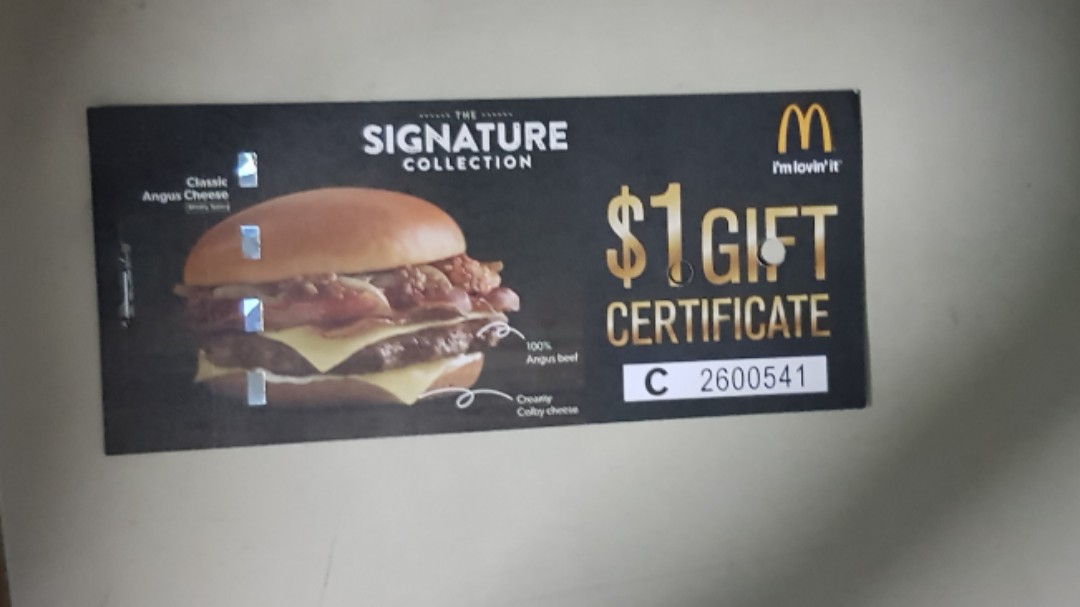 THE
SIGNATURE
COLLECTION
i'm lovin' it
Classic
Angus Cheese
$1 GIFT
CERTIFICATE
100%
Angus beef
Creamy
Colby cheese
C 2600541